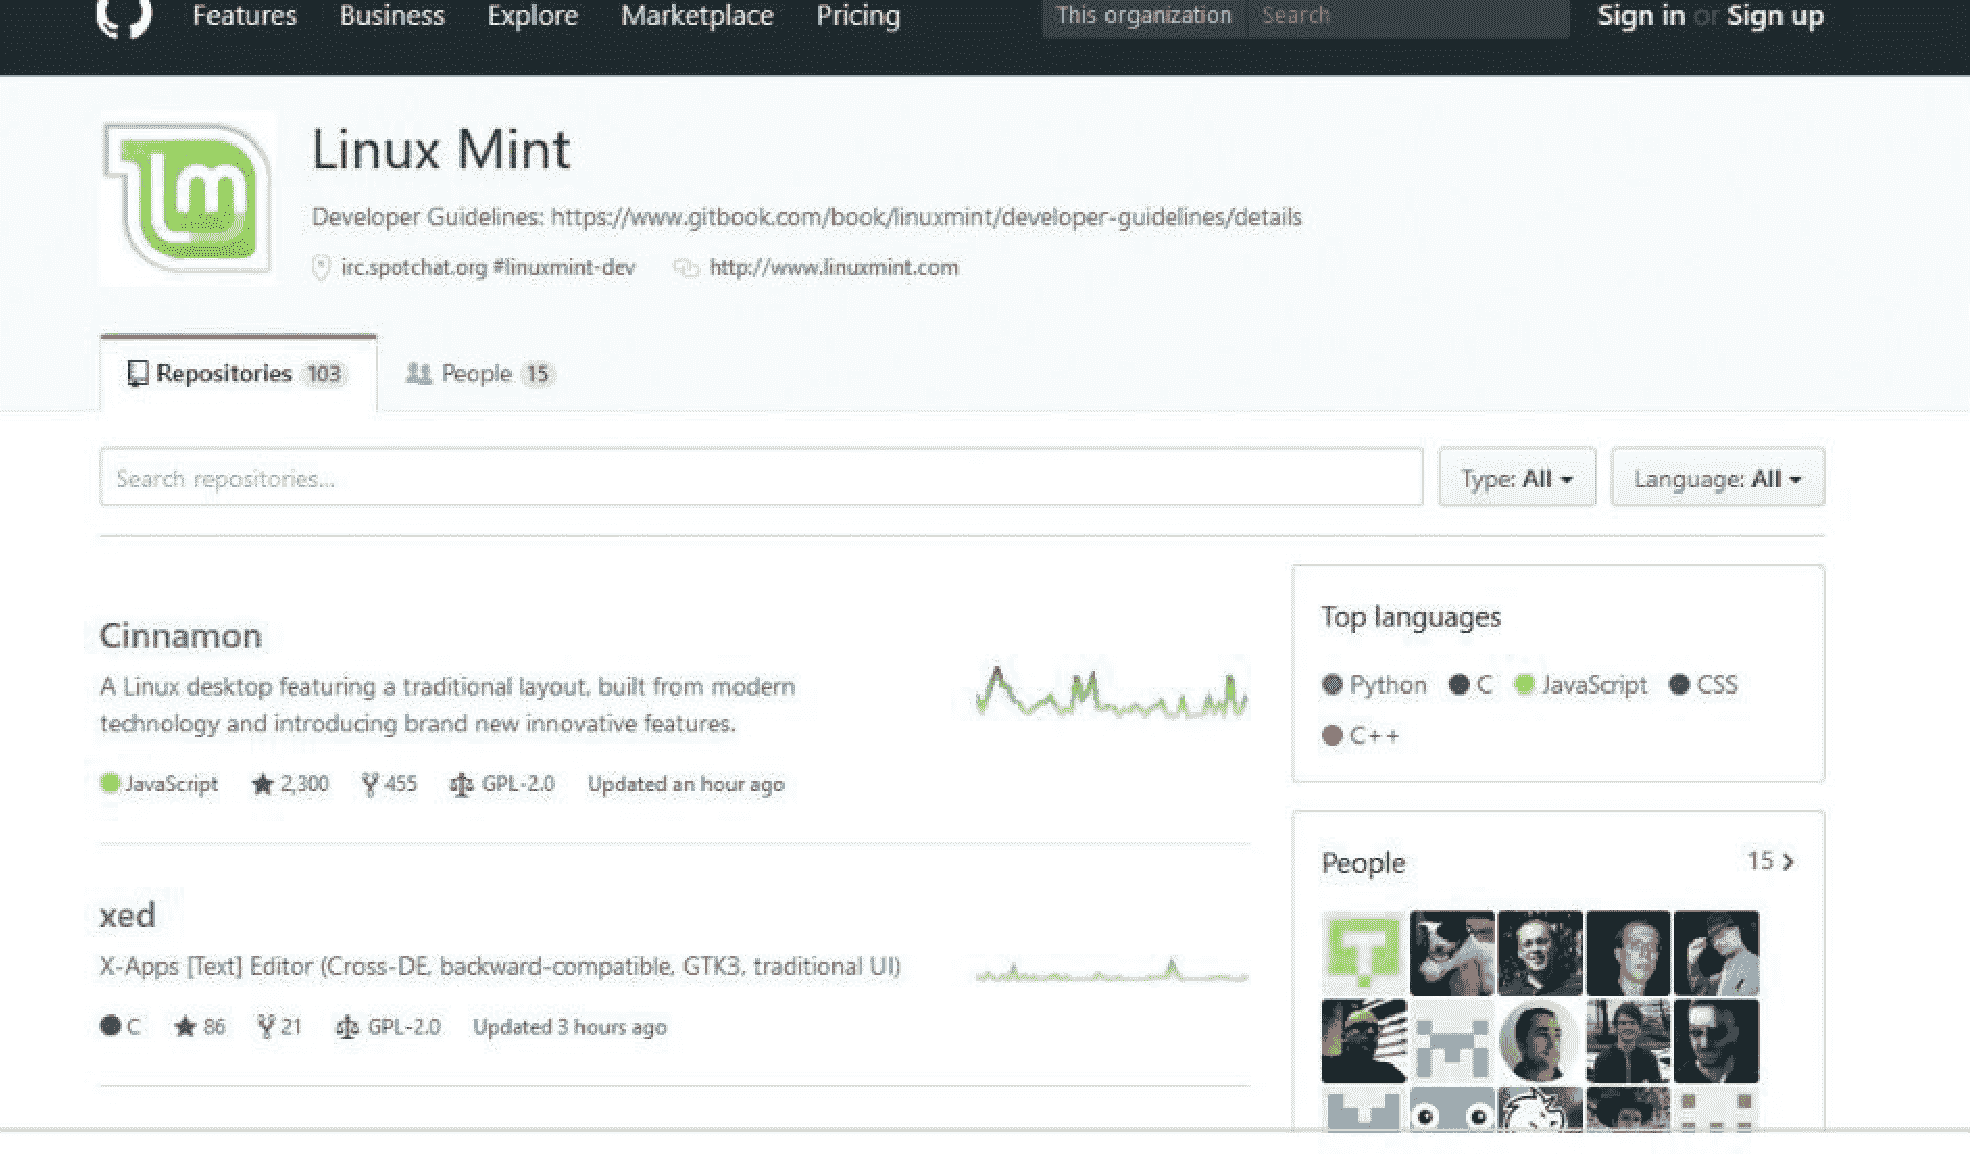 Features Business Explore Marketplace Pricing This organization Search Sign in or Sign up
lm
Linux Mint
Developer Guidelines: https://www.gitbook.com/book/linuxmint/developer-guidelines/details
irc.spotchat.org #linuxmint-dev http://www.linuxmint.com
Repositories 103 People 15
Search repositories... Type: All Language: All
Cinnamon
A Linux desktop featuring a traditional layout, built from modern
technology and introducing brand new innovative features.
JavaScript 2,300 455 GPL-2.0 Updated an hour ago
xed
X-Apps [Text] Editor (Cross-DE, backward-compatible, GTK3, traditional UI)
C 86 21 GPL-2.0 Updated 3 hours ago
Top languages
Python C JavaScript CSS
C++
People 15